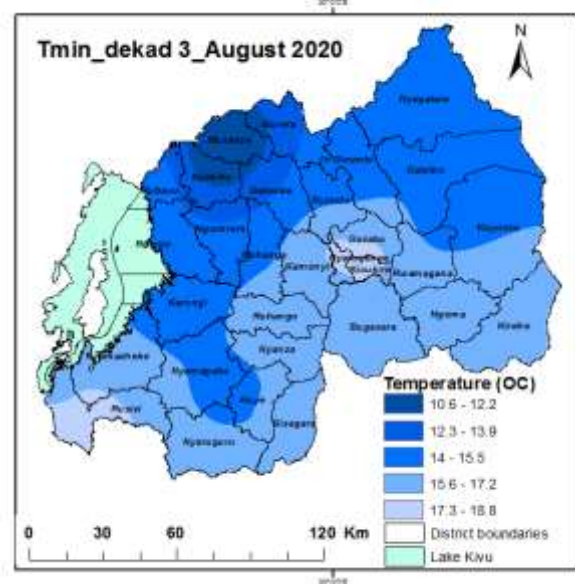 Tmin_dekad 3_August 2020
N
Nyagatare
Burera
Musanze
Gicumbi
Gatsibo
Gakenke
Rulindo
Kayonza
Ngororero
Gasabo
Muhanga
Kamonyi
Rwamagana
Karongi
Ruhango
Bugesera
Ngoma
Kirehe
Nyanza
Nyamagabe
Huye
Rusizi
Gisagara
Nyaruguru
Temperature (OC)
10.6 - 12.2
12.3 - 13.9
14 - 15.5
15.6 - 17.2
17.3 - 18.8
District boundaries
Lake Kivu
0 30 60 120 Km